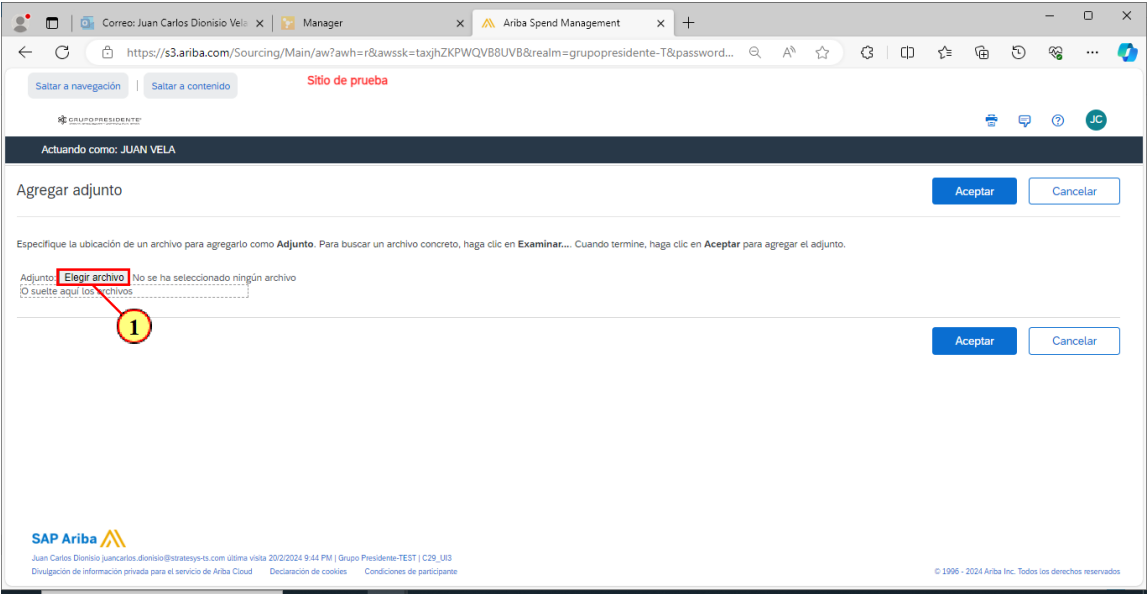 Correo: Juan Carlos Dionisio Vela
Manager
Ariba Spend Management
https://s3.ariba.com/Sourcing/Main/aw?awh=r&awssk=taxjhZKPWQVB8UVB&realm=grupopresidente-T&password...
Saltar a navegación | Saltar a contenido
Sitio de prueba
GRUPO PRESIDENTE
JC
Actuando como: JUAN VELA
Agregar adjunto
Aceptar
Cancelar
Especifique la ubicación de un archivo para agregarlo como Adjunto. Para buscar un archivo concreto, haga clic en Examinar.... Cuando termine, haga clic en Aceptar para agregar el adjunto.
Adjunto: Elegir archivo No se ha seleccionado ningún archivo
O suelte aquí los archivos
1
Aceptar
Cancelar
SAP Ariba
Juan Carlos Dionisio juancarlos.dionisio@stratesys-ts.com última visita 20/2/2024 9:44 PM | Grupo Presidente-TEST | C29_UI3
Divulgación de información privada para el servicio de Ariba Cloud Declaración de cookies Condiciones de participante
© 1996 - 2024 Ariba Inc. Todos los derechos reservados